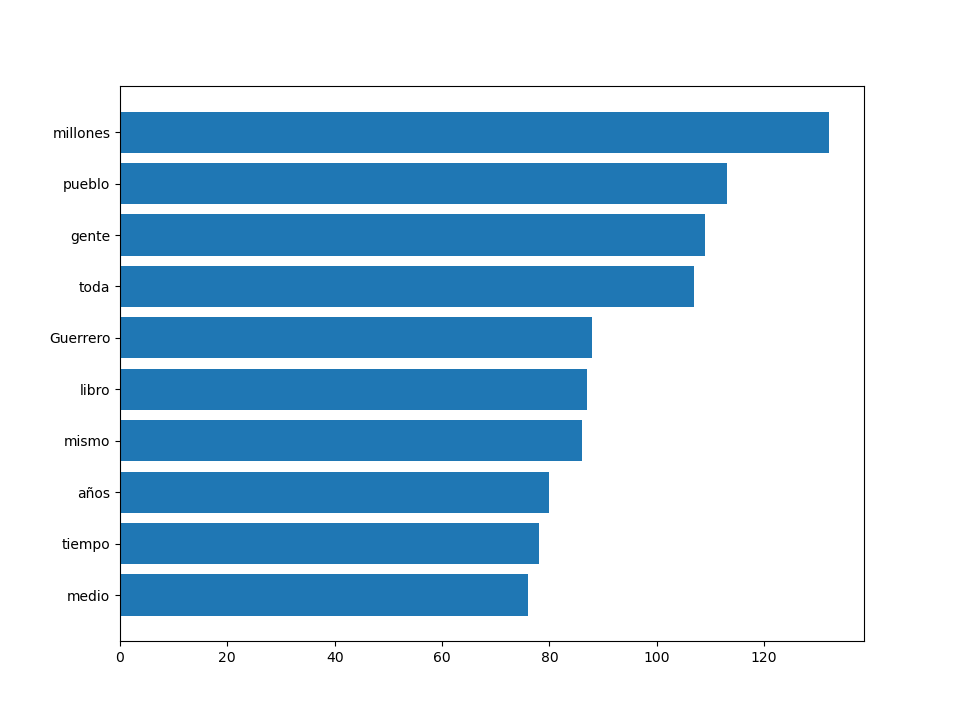 millones
pueblo
gente
toda
Guerrero
libro
mismo
años
tiempo
medio
0 20 40 60 80 100 120